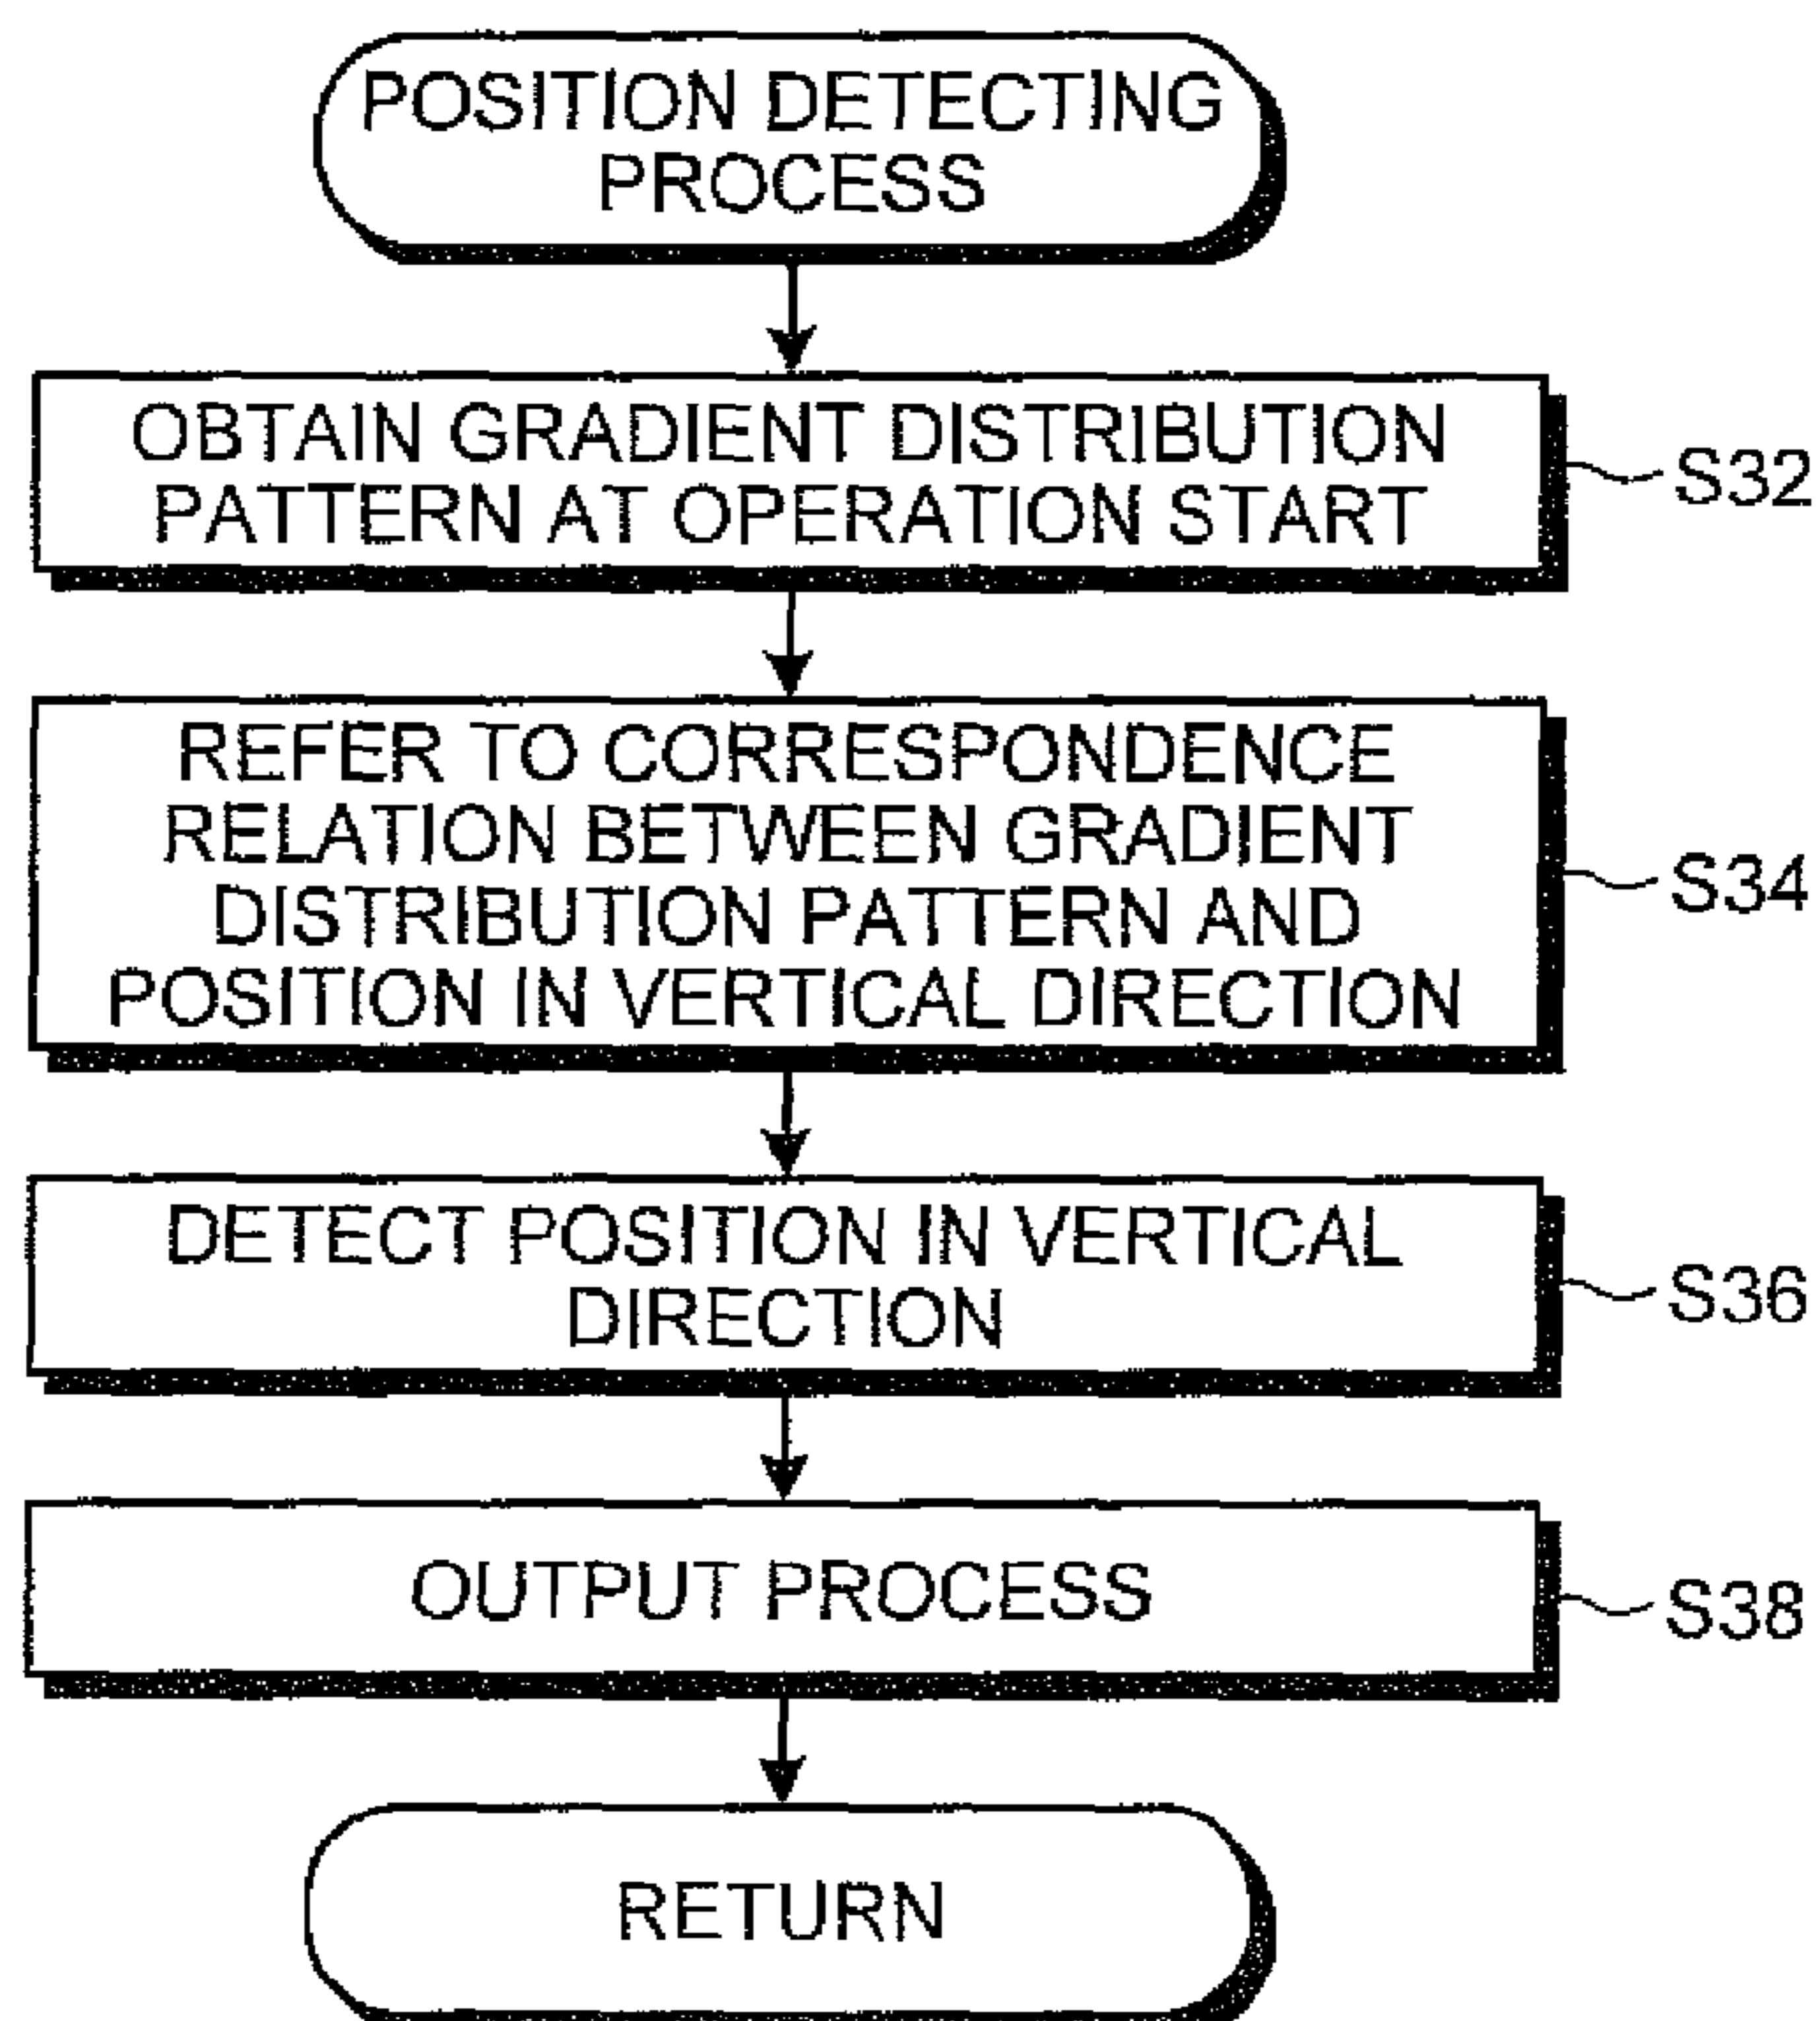 POSITION DETECTING
PROCESS
OBTAIN GRADIENT DISTRIBUTION
PATTERN AT OPERATION START
S32
REFER TO CORRESPONDENCE
RELATION BETWEEN GRADIENT
DISTRIBUTION PATTERN AND
POSITION IN VERTICAL DIRECTION
S34
DETECT POSITION IN VERTICAL
DIRECTION
S36
OUTPUT PROCESS
S38
RETURN